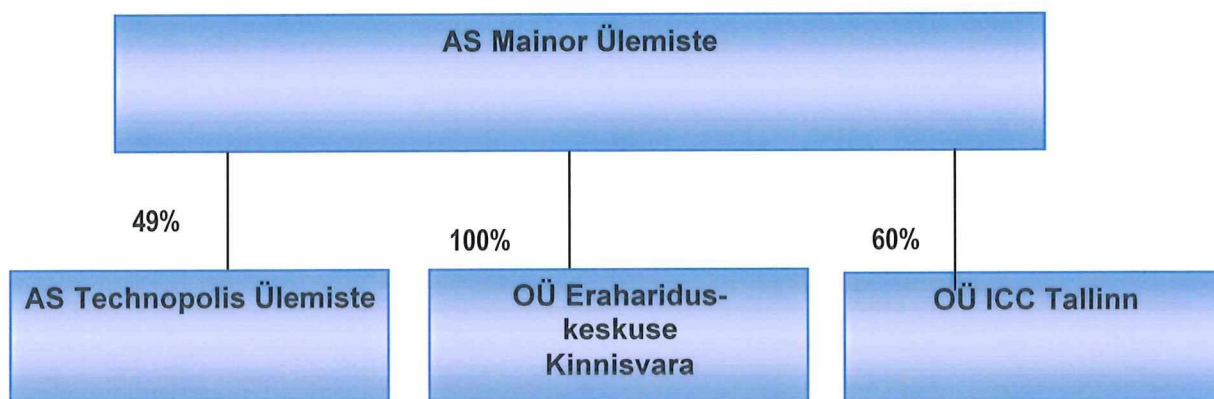 AS Mainor Ülemiste
49%
100%
60%
AS Technopolis Ülemiste
OÜ Eraharidus-
keskuse
Kinnisvara
OÜ ICC Tallinn